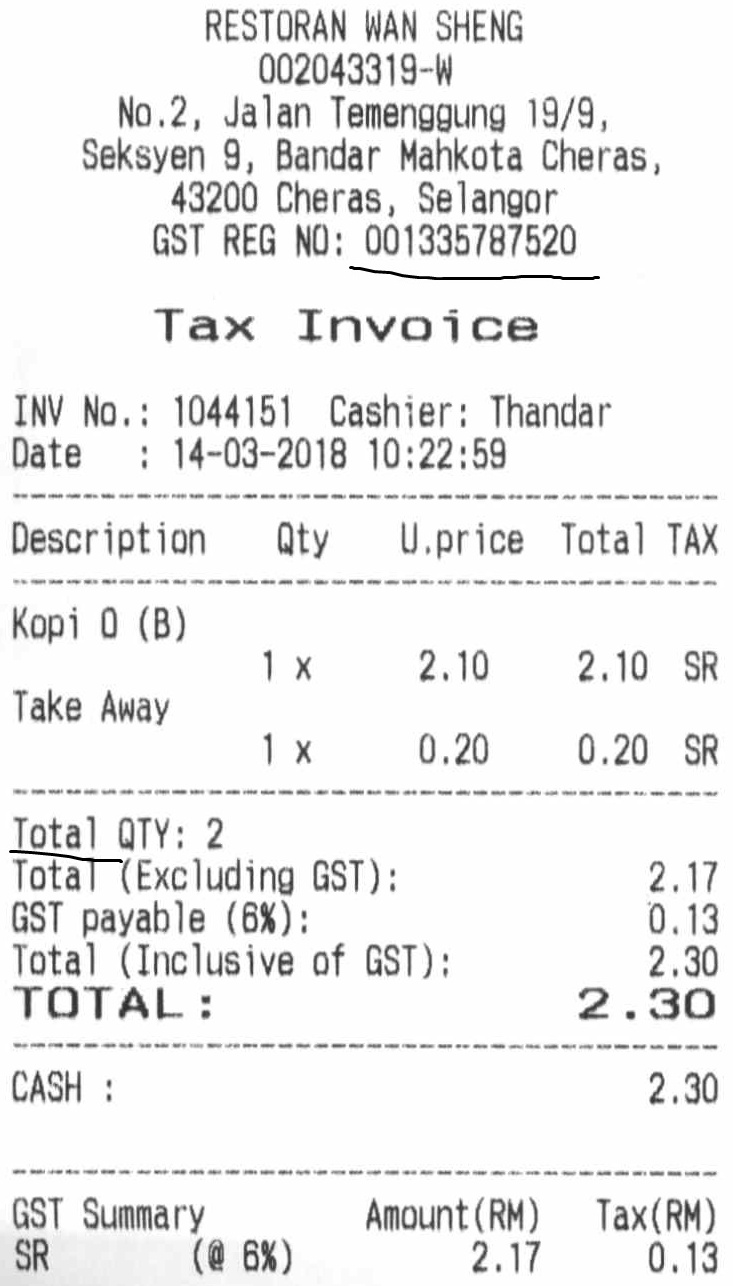 RESTORAN WAN SHENG
002043319-W
No.2, Jalan Temenggung 19/9,
Seksyen 9, Bandar Mahkota Cheras,
43200 Cheras, Selangor
GST REG NO: 001335787520
Tax Invoice
INV No.: 1044151 Cashier: Thandar
Date : 14-03-2018 10:22:59
Description Qty U.price Total TAX
Kopi O (B)
1 x 2.10 2.10 SR
Take Away
1 x 0.20 0.20 SR
Total QTY: 2
Total (Excluding GST): 2.17
GST payable (6%): 0.13
Total (Inclusive of GST): 2.30
TOTAL: 2.30
CASH : 2.30
GST Summary Amount(RM) Tax(RM)
SR (@ 6%) 2.17 0.13